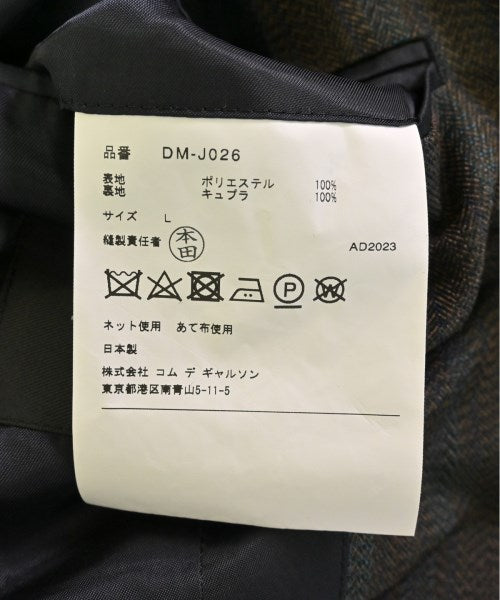 品番 DM-J026
表地 ポリエステル 100%
裏地 キュプラ 100%
サイズ L
縫製責任者 本田
AD2023
P W
ネット使用 あて布使用
日本製
株式会社 コム デ ギャルソン
東京都港区南青山5-11-5